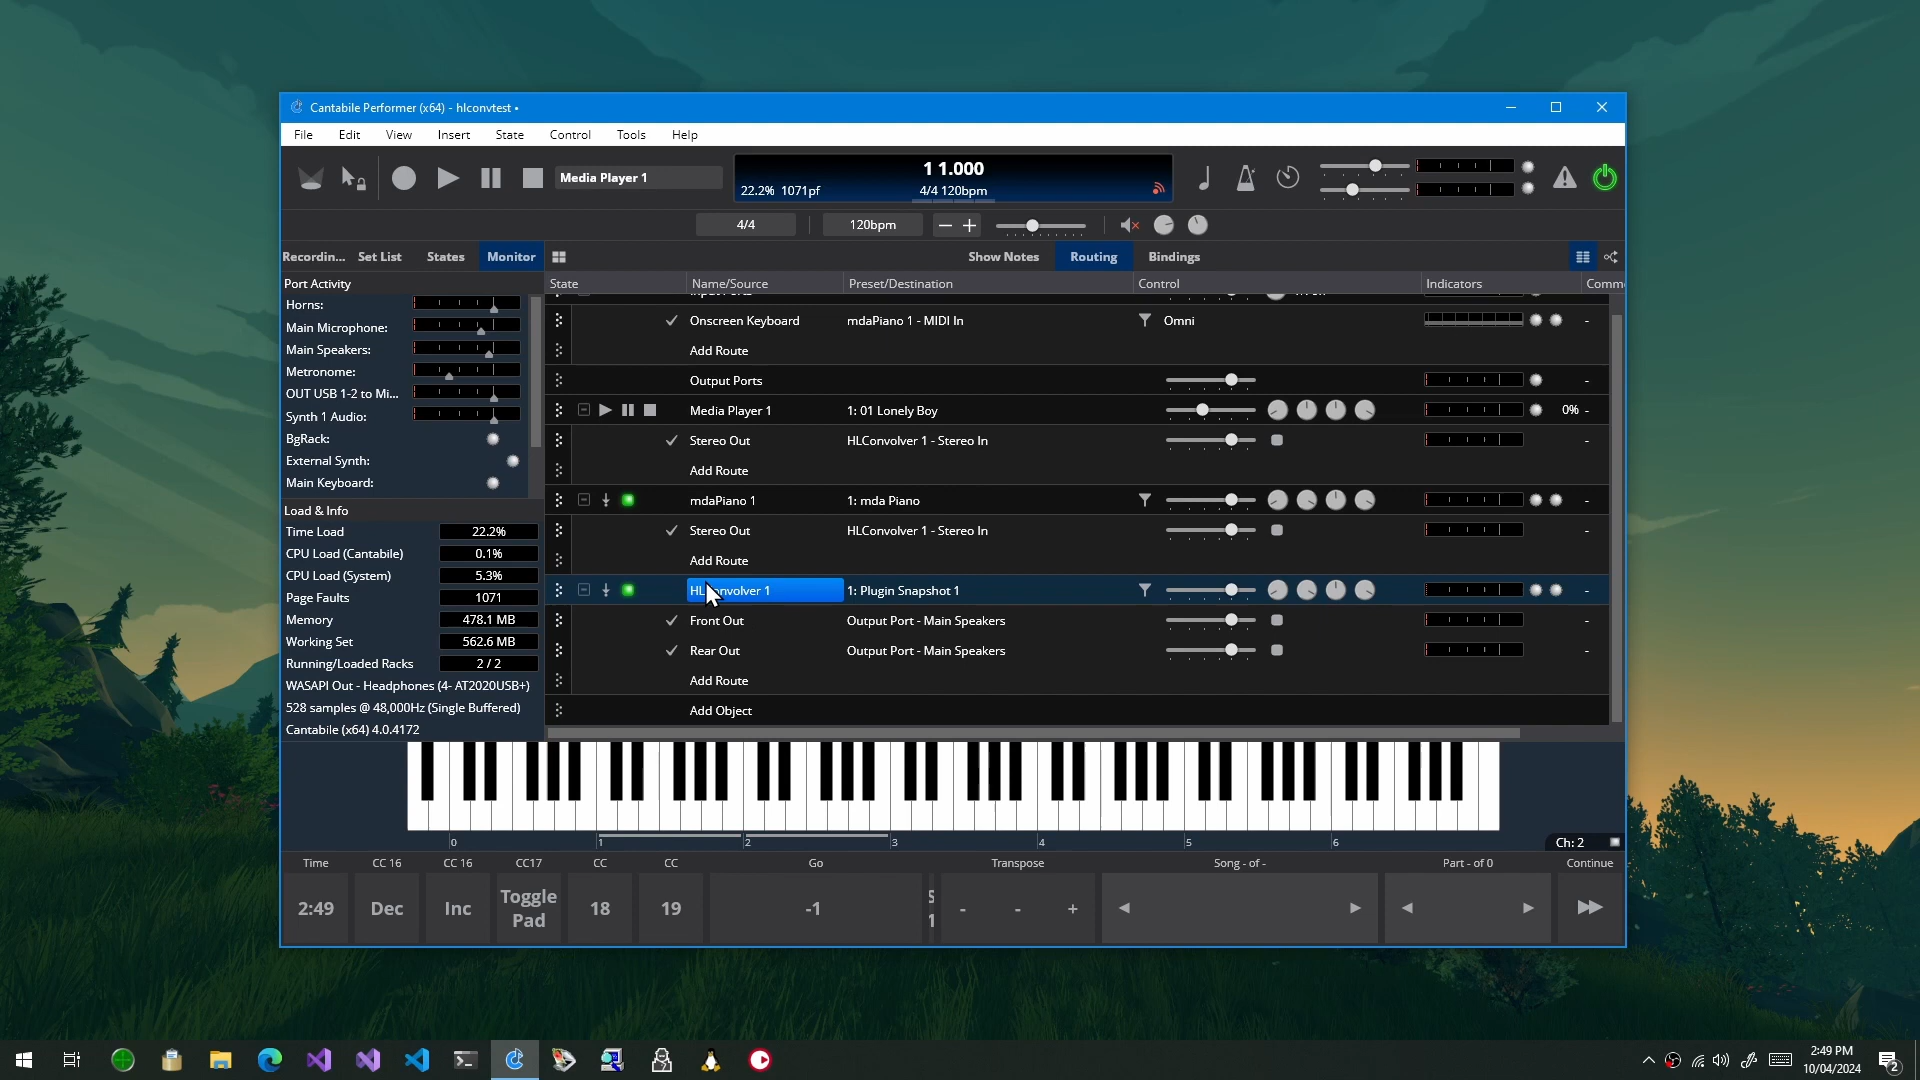 Cantabile Performer (x64) - hlconvtest •
File Edit View Insert State Control Tools Help
Media Player 1
1 1.000
22.2% 1071pf 4/4 120bpm
4/4 120bpm
Recordin... Set List States Monitor Show Notes Routing Bindings
Port Activity
State Name/Source Preset/Destination Control Indicators Comm
Horns:
Main Microphone:
Main Speakers:
Metronome:
OUT USB 1-2 to Mi...
Synth 1 Audio:
BgRack:
External Synth:
Main Keyboard:
Onscreen Keyboard mdaPiano 1 - MIDI In Omni -
Add Route
Output Ports -
Media Player 1 1: 01 Lonely Boy 0% -
Stereo Out HLConvolver 1 - Stereo In -
Add Route
mdaPiano 1 1: mda Piano -
Stereo Out HLConvolver 1 - Stereo In -
Add Route
1: Plugin Snapshot 1 -
Front Out Output Port - Main Speakers -
Rear Out Output Port - Main Speakers -
Add Route
Add Object
Load & Info
Time Load 22.2%
CPU Load (Cantabile) 0.1%
CPU Load (System) 5.3%
Page Faults 1071
Memory 478.1 MB
Working Set 562.6 MB
Running/Loaded Racks 2 / 2
WASAPI Out - Headphones (4- AT2020USB+)
528 samples @ 48,000Hz (Single Buffered)
Cantabile (x64) 4.0.4172
0 1 2 3 4 5 6
Ch: 2
Time CC 16 CC 16 CC17 CC CC Go Transpose Song - of - Part - of 0 Continue
2:49 Dec Inc Toggle Pad 18 19 -1 - - +
2:49 PM
10/04/2024
2